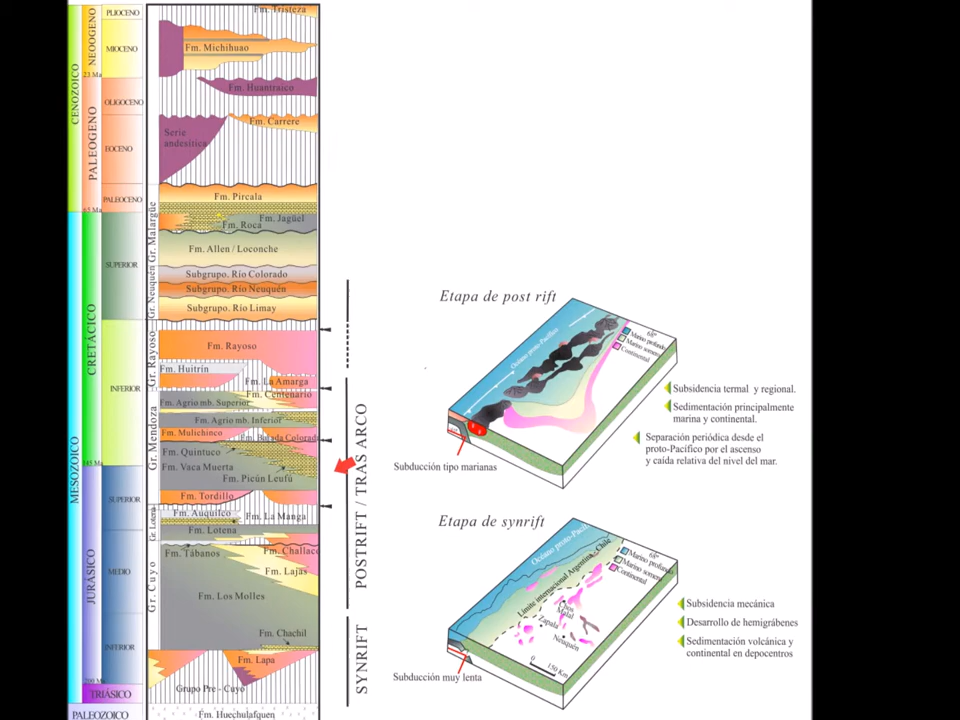 CENOZOICO
NEOOGENO
PALEOGENO
PLIOCENO
MIOCENO
23 Ma
OLIGOCENO
EOCENO
PALEOCENO
MESOZOICO
CRETÁCICO
SUPERIOR
INFERIOR
145 Ma
JURÁSICO
SUPERIOR
MEDIO
INFERIOR
200 Ma
TRIÁSICO
PALEOZOICO
Gr. Malargüe
Gr. Neuquén
Gr. Rayoso
Gr. Mendoza
Gr. Lotena
Gr. Cuyo
Fm. Tristeza
Fm. Michihuao
Fm. Huantraico
Fm. Carrere
Serie
andesítica
Fm. Pircala
Fm. Jagüel
Fm. Roca
Fm. Allen / Loconche
Subgrupo. Río Colorado
Subgrupo. Río Neuquén
Subgrupo. Río Limay
Fm. Rayoso
Fm. Huitrín
Fm. La Amarga
Fm. Centenario
Fm. Agrio mb. Superior
Fm. Agrio mb. Inferior
Fm. Mulichinco
Fm. Bajada Colorada
Fm. Quintuco
Fm. Vaca Muerta
Fm. Picún Leufú
Fm. Tordillo
Fm. Auquilco
Fm. La Manga
Fm. Lotena
Fm. Tábanos
Fm. Challaco
Fm. Lajas
Fm. Los Molles
Fm. Chachil
Fm. Lapa
Grupo Pre - Cuyo
Fm. Huechulafquen
POSTRIFT / TRAS ARCO
SYNRIFT
Etapa de post rift
Océano proto-Pacífico
68°
Marino profundo
Marino somero
Continental
Subducción tipo marianas
Subsidencia termal y regional.
Sedimentación principalmente
marina y continental.
Separación periódica desde el
proto-Pacífico por el ascenso
y caída relativa del nivel del mar.
Etapa de synrift
Océano proto-Pacífi
Límite internacional Argentina - Chile
68°
Marino profundo
Marino somero
Continental
Chos
Malal
Zapala
Neuquén
0 150 Km
Subducción muy lenta
Subsidencia mecánica
Desarrollo de hemigrábenes
Sedimentación volcánica y
continental en depocentros